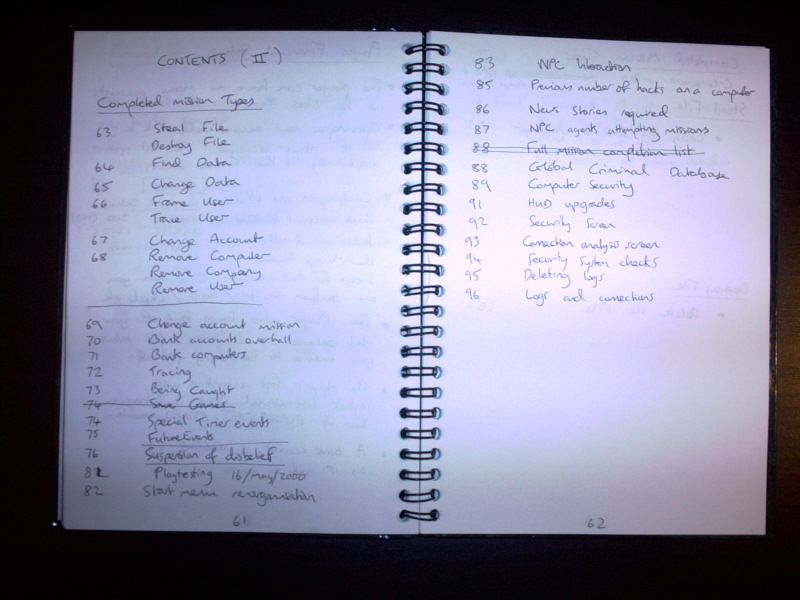 CONTENTS (II)
Completed mission Types
63 Steal File
Destroy File
64 Find Data
65 Change Data
66 Frame User
Trace User
67 Change Account
68 Remove Computer
Remove Company
Remove User
69 Change account mission
70 Bank accounts overhall
71 Bank computers
72 Tracing
73 Being Caught
74 Save Games
74 Special Timer events
75 Future Events
76 Suspension of disbelief
81 Playtesting 16/May/2000
82 Start menu reorganisation
61
83 NPC Interaction
85 Previous number of hacks on a computer
86 News Stories required
87 NPC agents attempting missions
88 Full mission completion list
88 Global Criminal Database
89 Computer Security
91 HUD upgrades
92 Security Screen
93 Connection analysis screen
94 Security System checks
95 Deleting logs
96 Logs and connections
62